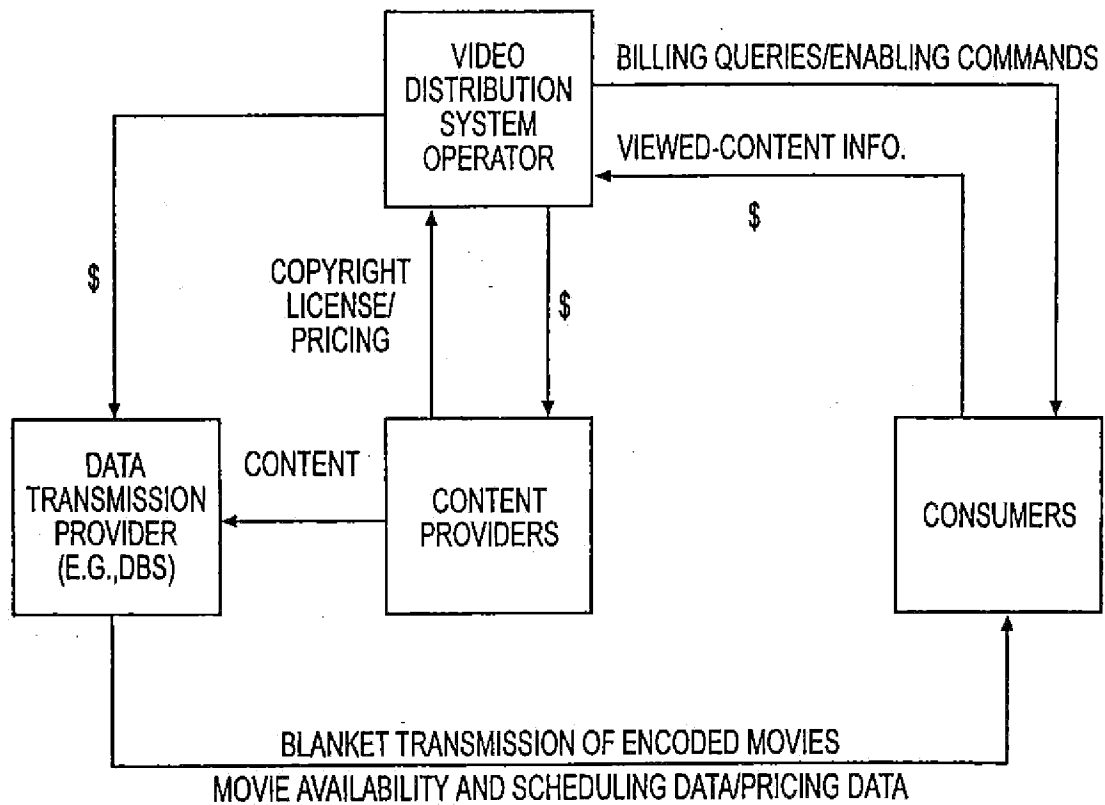 VIDEO
DISTRIBUTION
SYSTEM
OPERATOR
BILLING QUERIES/ENABLING COMMANDS
VIEWED-CONTENT INFO.
$
$
COPYRIGHT
LICENSE/
PRICING
$
DATA
TRANSMISSION
PROVIDER
(E.G.,DBS)
CONTENT
CONTENT
PROVIDERS
CONSUMERS
BLANKET TRANSMISSION OF ENCODED MOVIES
MOVIE AVAILABILITY AND SCHEDULING DATA/PRICING DATA